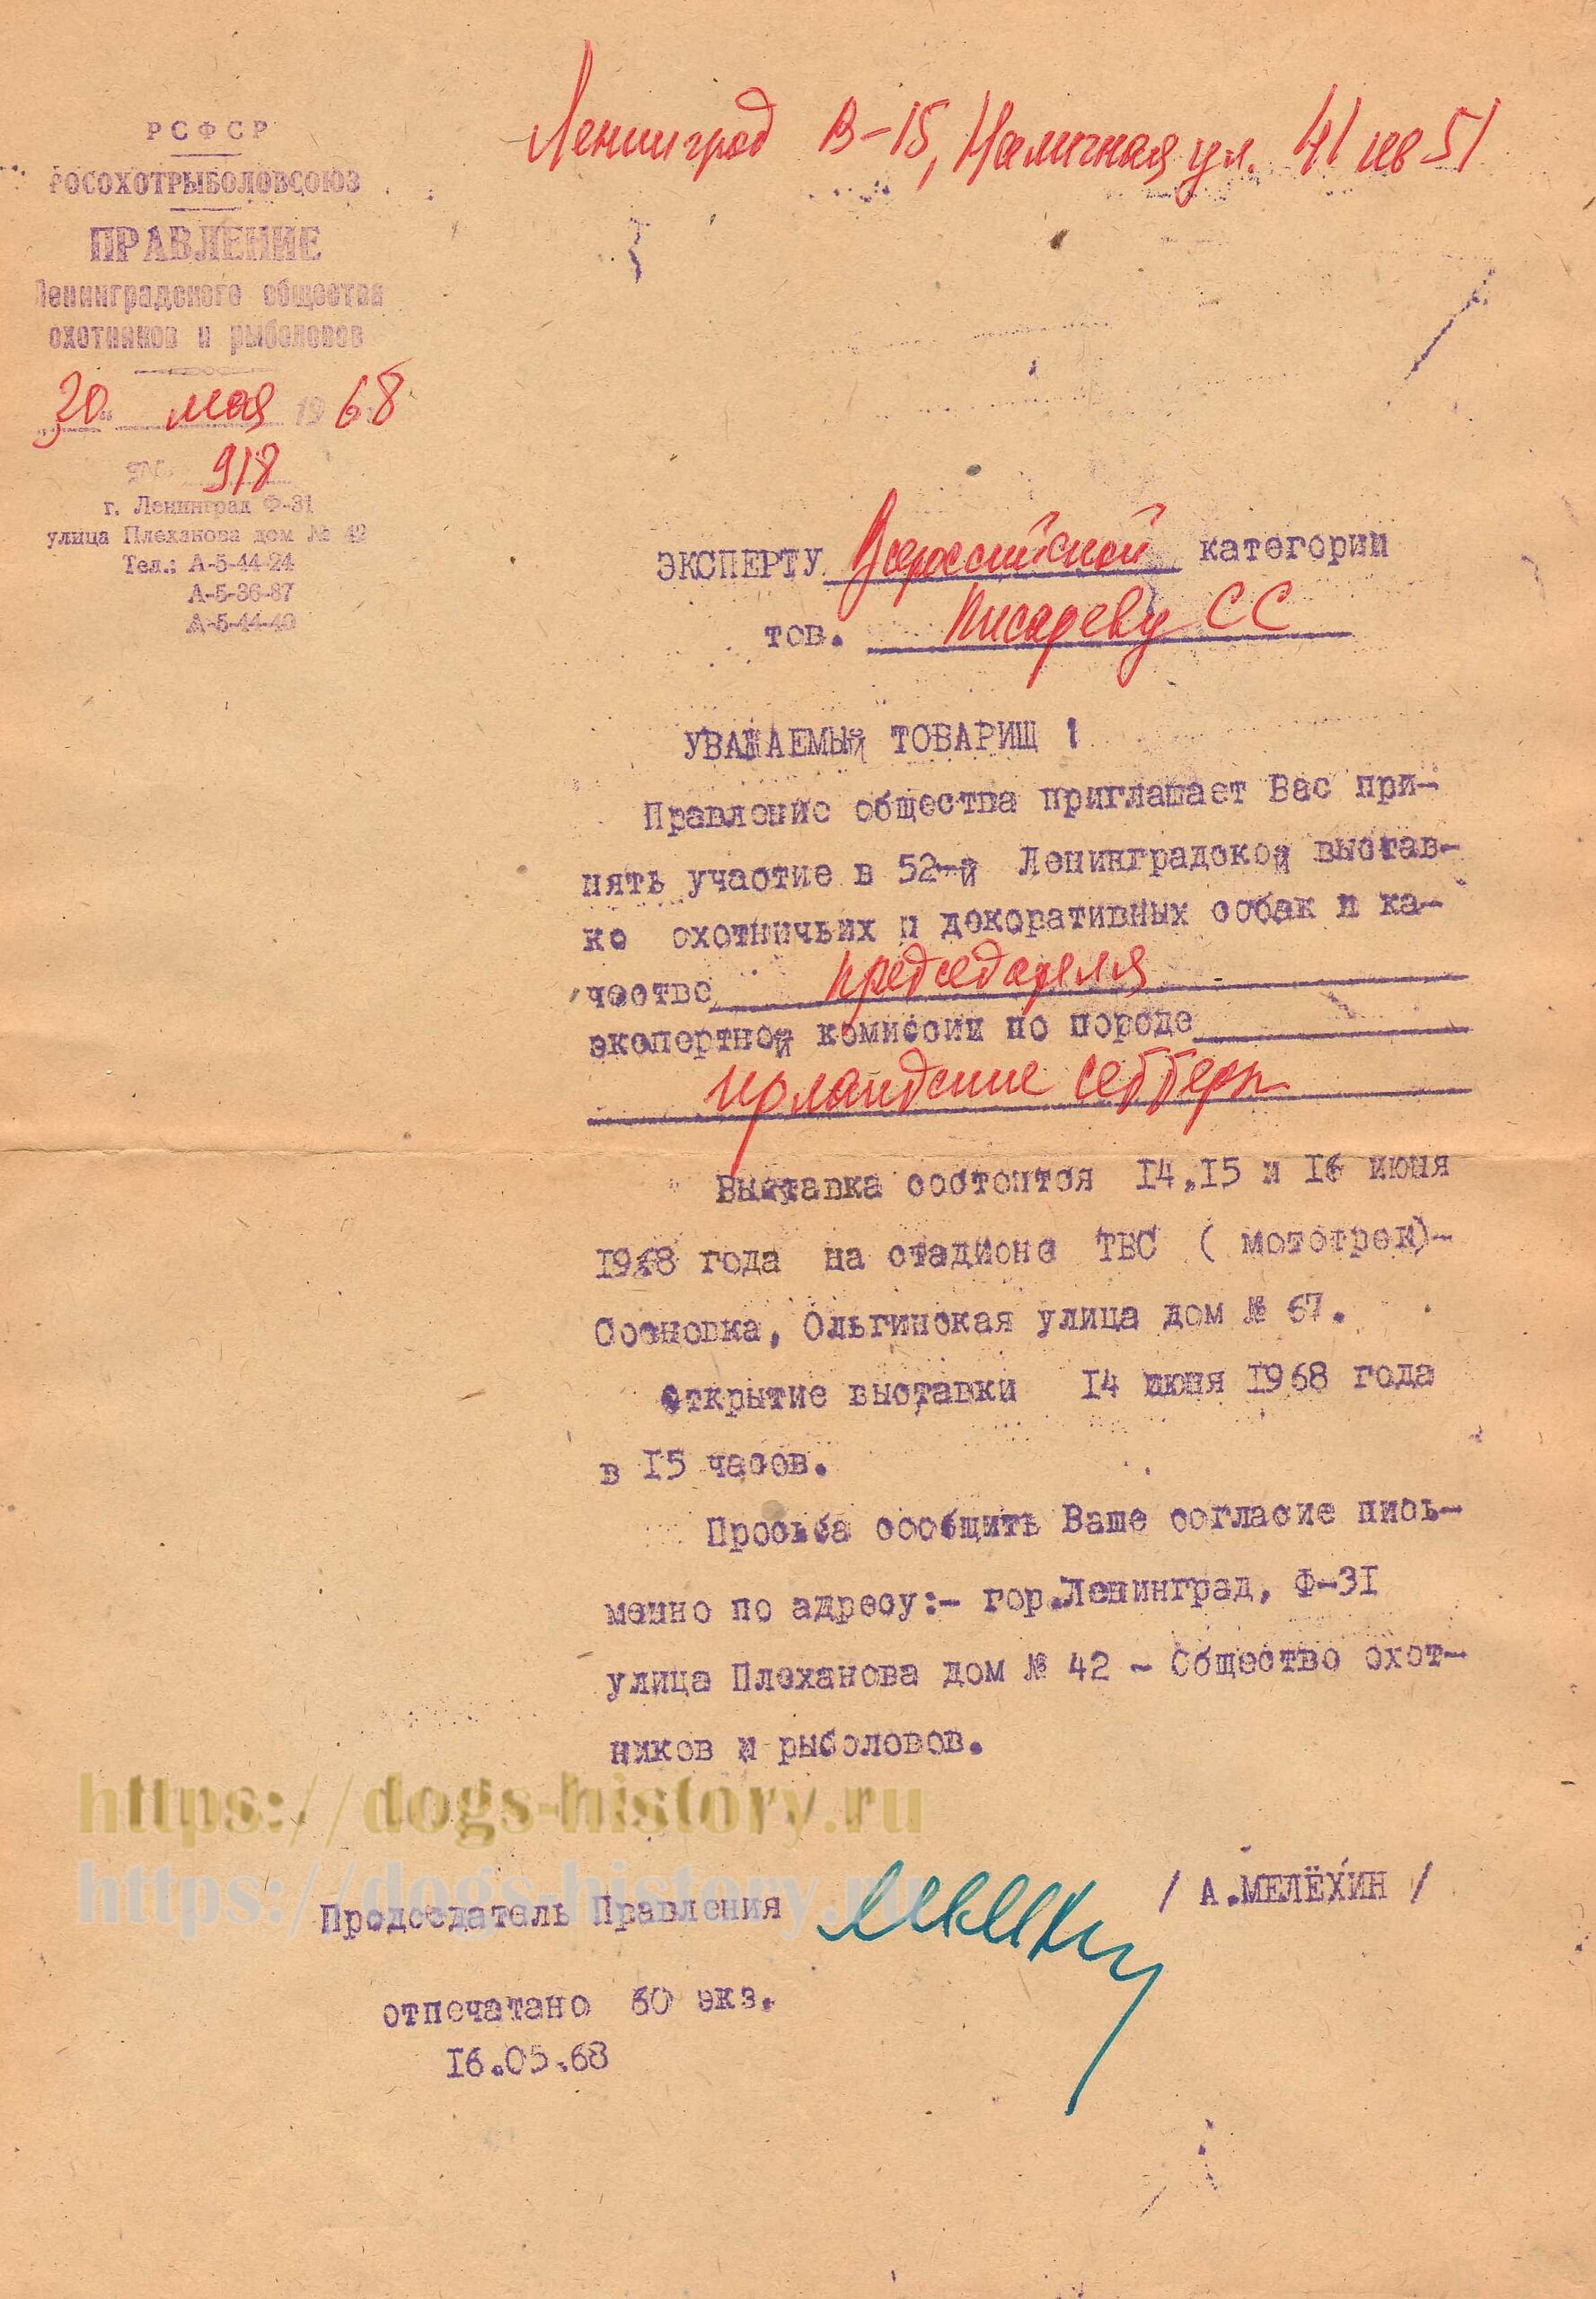 Ленинград В-15, Наличная ул. 41 кв 51
РСФСР
РОСОХОТРЫБОЛОВСОЮЗ
ПРАВЛЕНИЕ
Ленинградского общества
охотников и рыболовов
30 мая 1968
№ 918
г. Ленинград Ф-31
улица Плеханова дом № 42
Тел.: А-5-44-24
А-5-36-87
А-5-44-40
ЭКСПЕРТУ Всероссийской категории
тов. Писареву С С
УВАЖАЕМЫЙ ТОВАРИЩ !
Правление общества приглашает Вас при-
нять участие в 52-й Ленинградской выстав-
ке охотничьих и декоративных собак в ка-
честве председателя
экспертной комиссии по породе
ирландские сеттеры
Выставка состоится 14,15 и 16 июня
1968 года на стадионе ТВС ( мототрек)-
Сосновка, Ольгинская улица дом № 67.
Открытие выставки 14 июня 1968 года
в 15 часов.
Просьба сообщить Ваше согласие пись-
менно по адресу:- гор.Ленинград, Ф-31
улица Плеханова дом № 42 - Общество охот-
ников и рыболовов.
https://dogs-history.ru
https://dogs-history.ru
Председатель Правления / А.МЕЛЁХИН /
отпечатано 60 экз.
16.05.68